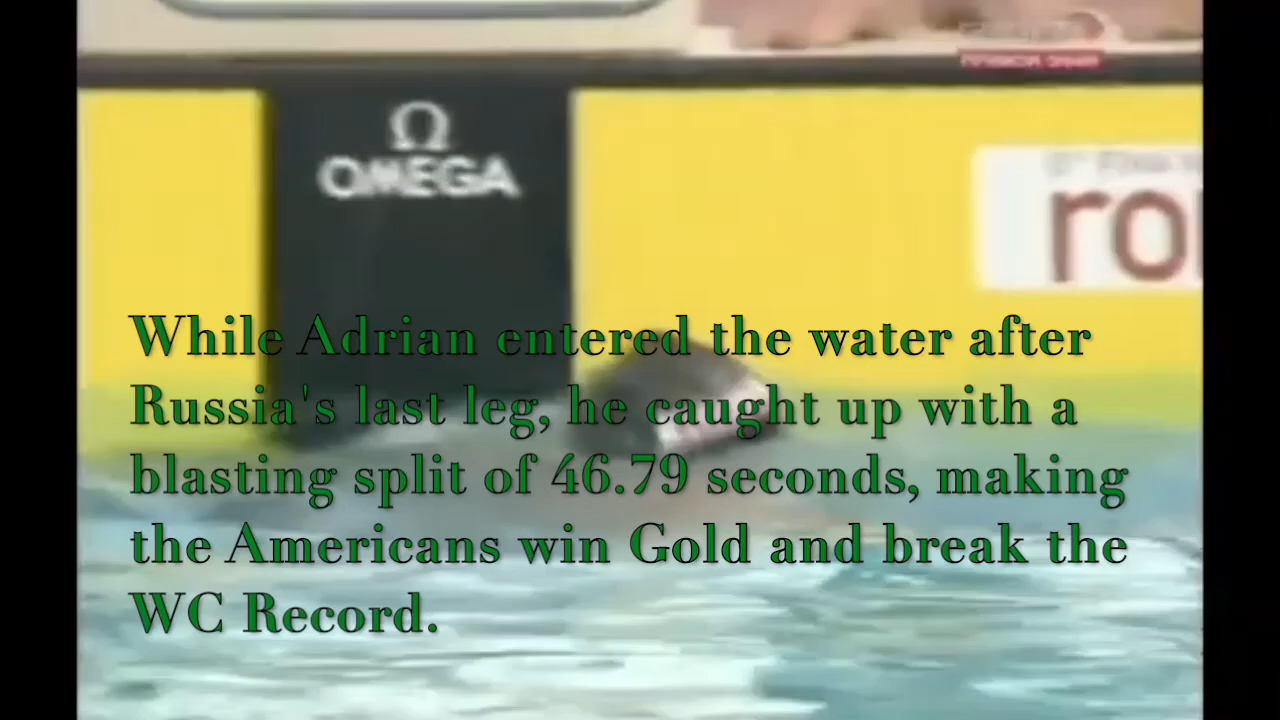 Ω
OMEGA
ro
While Adrian entered the water after
Russia's last leg, he caught up with a
blasting split of 46.79 seconds, making
the Americans win Gold and break the
WC Record.